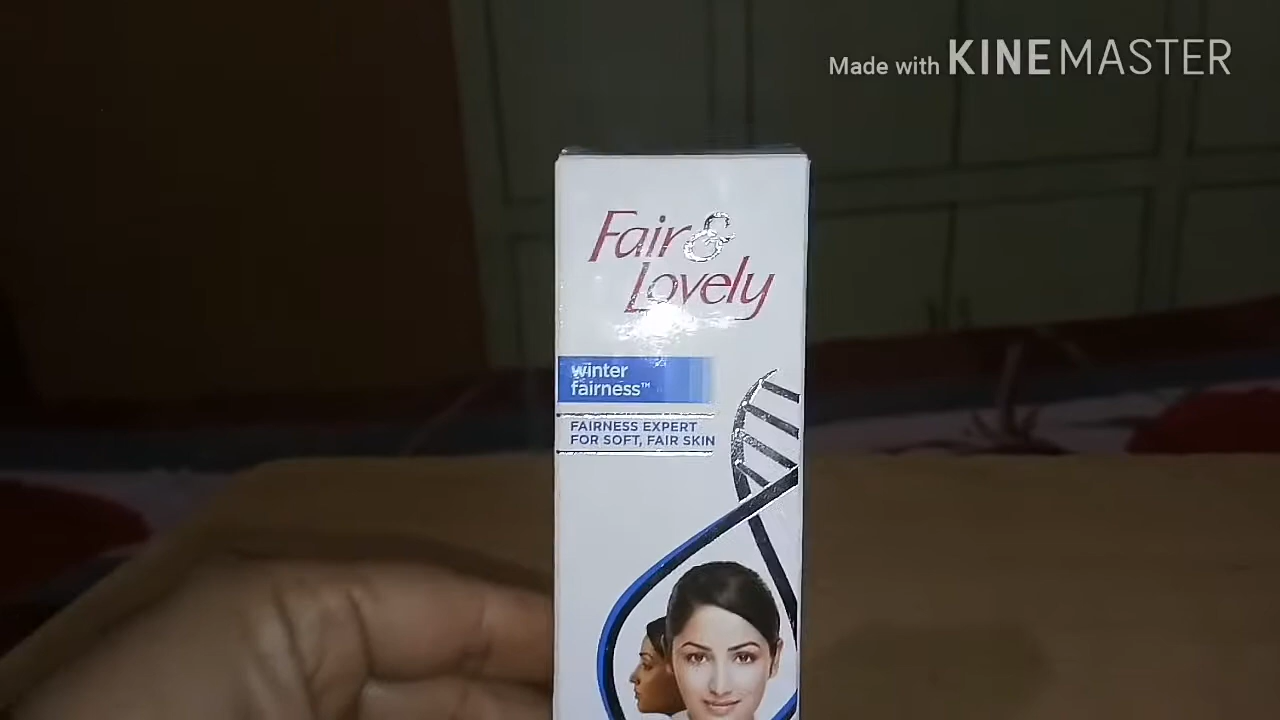 Made with KINEMASTER
Fair &
Lovely
winter
fairness™
FAIRNESS EXPERT
FOR SOFT, FAIR SKIN